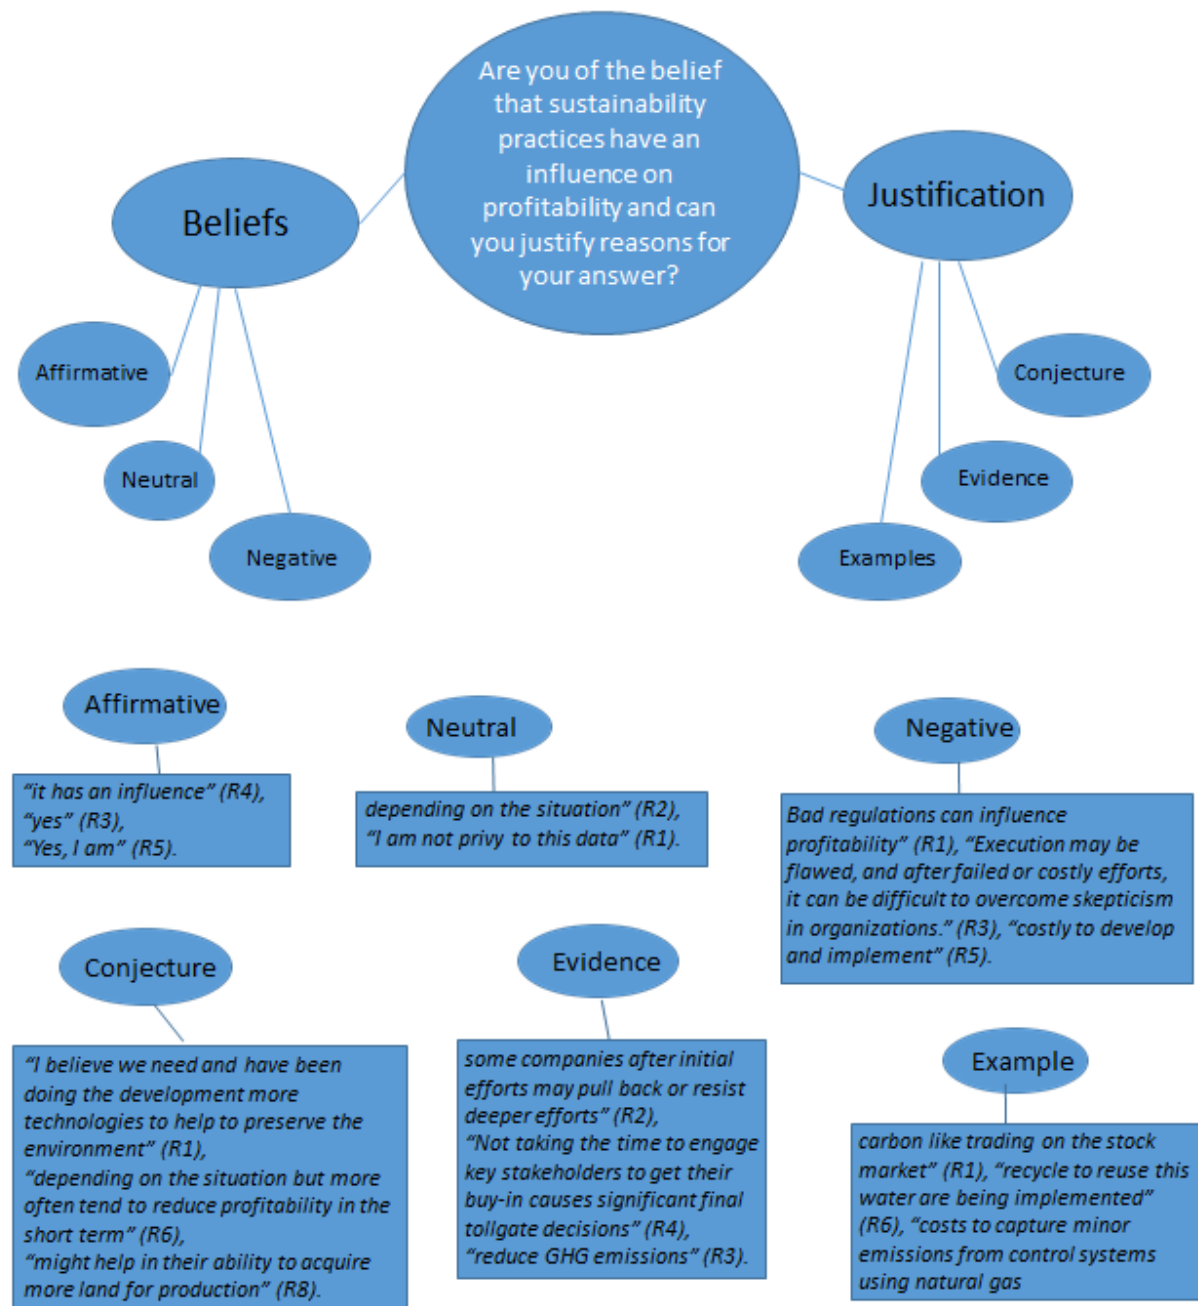 Are you of the belief
that sustainability
practices have an
influence on
profitability and can
you justify reasons for
your answer?
Beliefs
Justification
Affirmative
Neutral
Negative
Conjecture
Evidence
Examples
Affirmative
"it has an influence" (R4),
"yes" (R3),
"Yes, I am" (R5).
Neutral
depending on the situation" (R2),
"I am not privy to this data" (R1).
Negative
Bad regulations can influence
profitability" (R1), "Execution may be
flawed, and after failed or costly efforts,
it can be difficult to overcome skepticism
in organizations." (R3), "costly to develop
and implement" (R5).
Conjecture
"I believe we need and have been
doing the development more
technologies to help to preserve the
environment" (R1),
"depending on the situation but more
often tend to reduce profitability in the
short term" (R6),
"might help in their ability to acquire
more land for production" (R8).
Evidence
some companies after initial
efforts may pull back or resist
deeper efforts" (R2),
"Not taking the time to engage
key stakeholders to get their
buy-in causes significant final
tollgate decisions" (R4),
"reduce GHG emissions" (R3).
Example
carbon like trading on the stock
market" (R1), "recycle to reuse this
water are being implemented"
(R6), "costs to capture minor
emissions from control systems
using natural gas